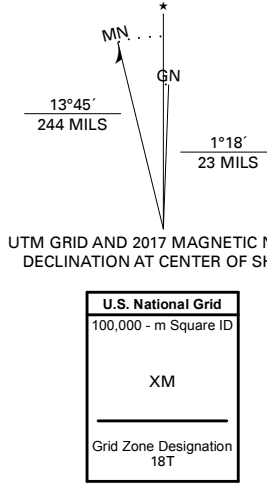 ★
MN
GN
13°45´
244 MILS
1°18´
23 MILS
UTM GRID AND 2017 MAGNETIC N
DECLINATION AT CENTER OF SH
U.S. National Grid
100,000 - m Square ID
XM
Grid Zone Designation
18T